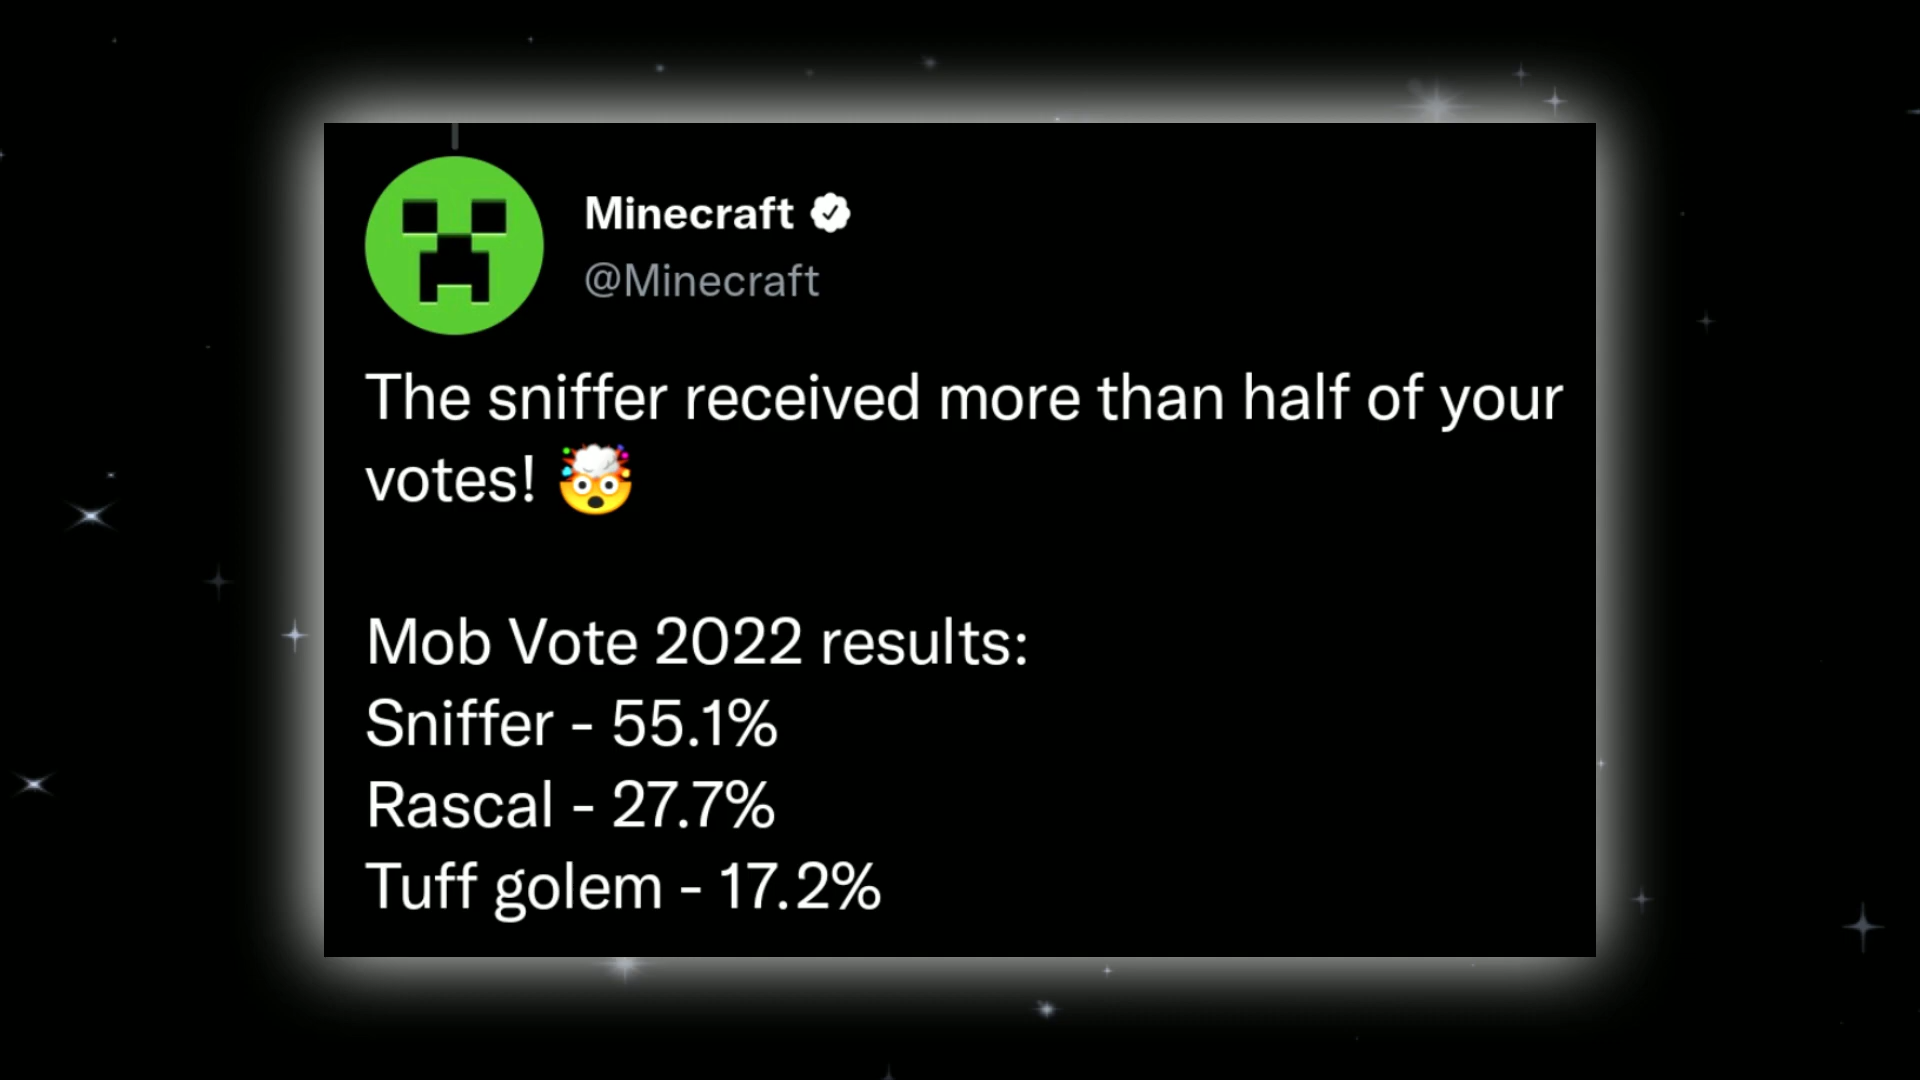 Minecraft
@Minecraft
The sniffer received more than half of your
votes! 🤯
Mob Vote 2022 results:
Sniffer - 55.1%
Rascal - 27.7%
Tuff golem - 17.2%